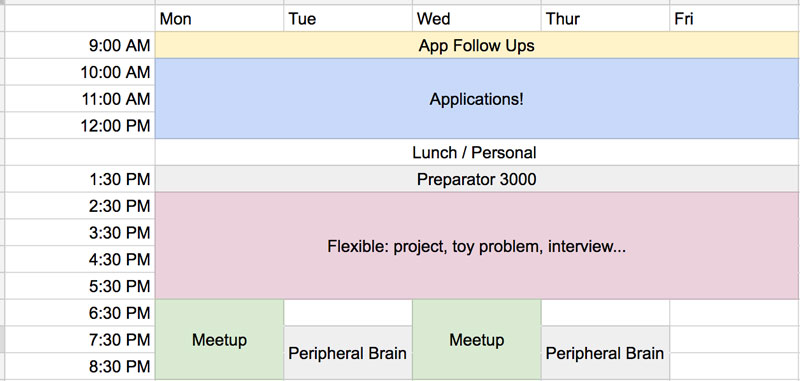 Mon Tue Wed Thur Fri
9:00 AM App Follow Ups
10:00 AM
11:00 AM Applications!
12:00 PM
Lunch / Personal
1:30 PM Preparator 3000
2:30 PM
3:30 PM
Flexible: project, toy problem, interview...
4:30 PM
5:30 PM
6:30 PM
7:30 PM Meetup Meetup
Peripheral Brain Peripheral Brain
8:30 PM